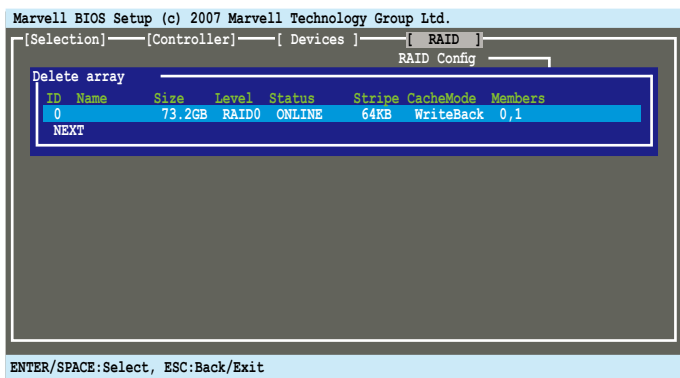 Marvell BIOS Setup (c) 2007 Marvell Technology Group Ltd.
[Selection] [Controller] [ Devices ] [ RAID ]
RAID Config
Delete array
ID Name Size Level Status Stripe CacheMode Members
0 73.2GB RAID0 ONLINE 64KB WriteBack 0,1
NEXT
ENTER/SPACE:Select, ESC:Back/Exit